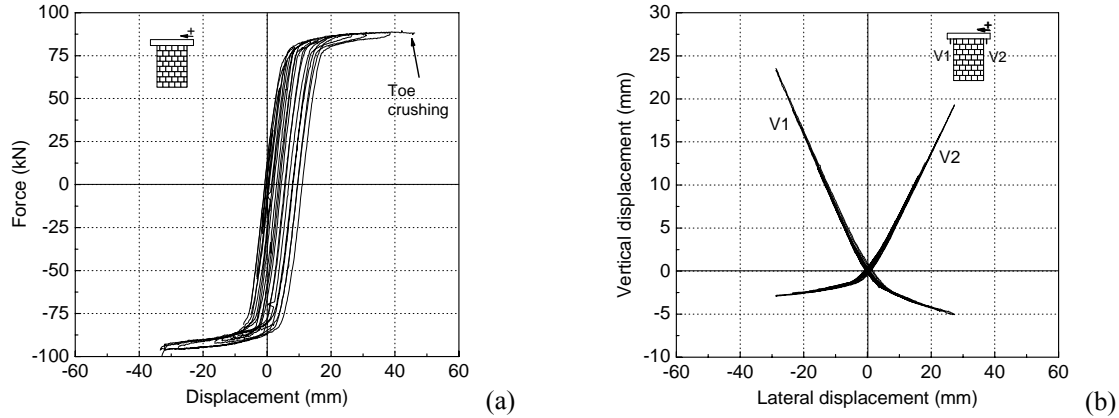 100
75
50
25
0
-25
-50
-75
-100
Force (kN)
+
Toe
crushing
-60 -40 -20 0 20 40 60
Displacement (mm)
(a)
30
25
20
15
10
5
0
-5
-10
Vertical displacement (mm)
+
V1 V2
V1
V2
-60 -40 -20 0 20 40 60
Lateral displacement (mm)
(b)